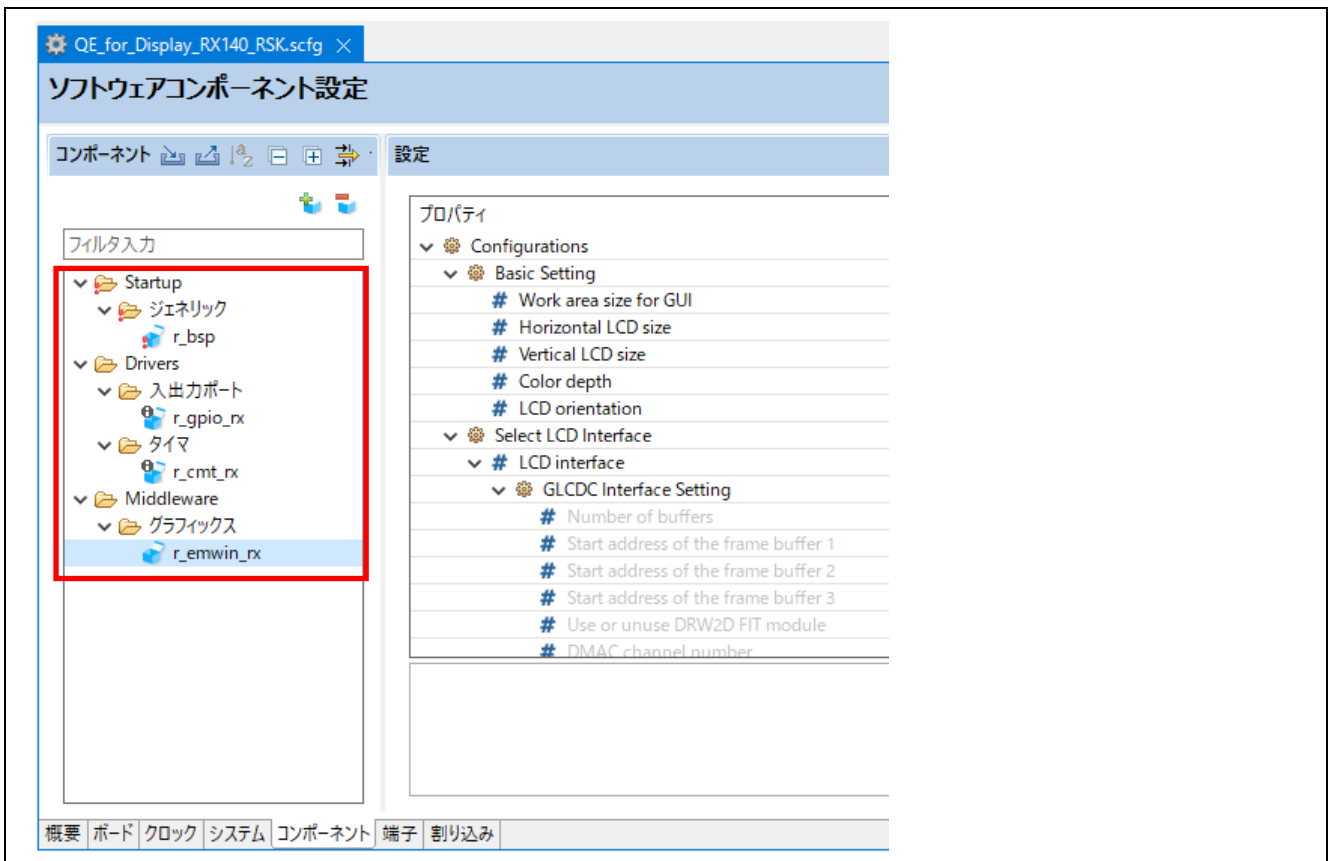 QE_for_Display_RX140_RSK.scfg
ソフトウェアコンポーネント設定
コンポーネント
設定
フィルタ入力
Startup
ジェネリック
r_bsp
Drivers
入出力ポート
r_gpio_rx
タイマ
r_cmt_rx
Middleware
グラフィックス
r_emwin_rx
プロパティ
Configurations
Basic Setting
# Work area size for GUI
# Horizontal LCD size
# Vertical LCD size
# Color depth
# LCD orientation
Select LCD Interface
# LCD interface
GLCDC Interface Setting
# Number of buffers
# Start address of the frame buffer 1
# Start address of the frame buffer 2
# Start address of the frame buffer 3
# Use or unuse DRW2D FIT module
# DMAC channel number
概要 ボード クロック システム コンポーネント 端子 割り込み